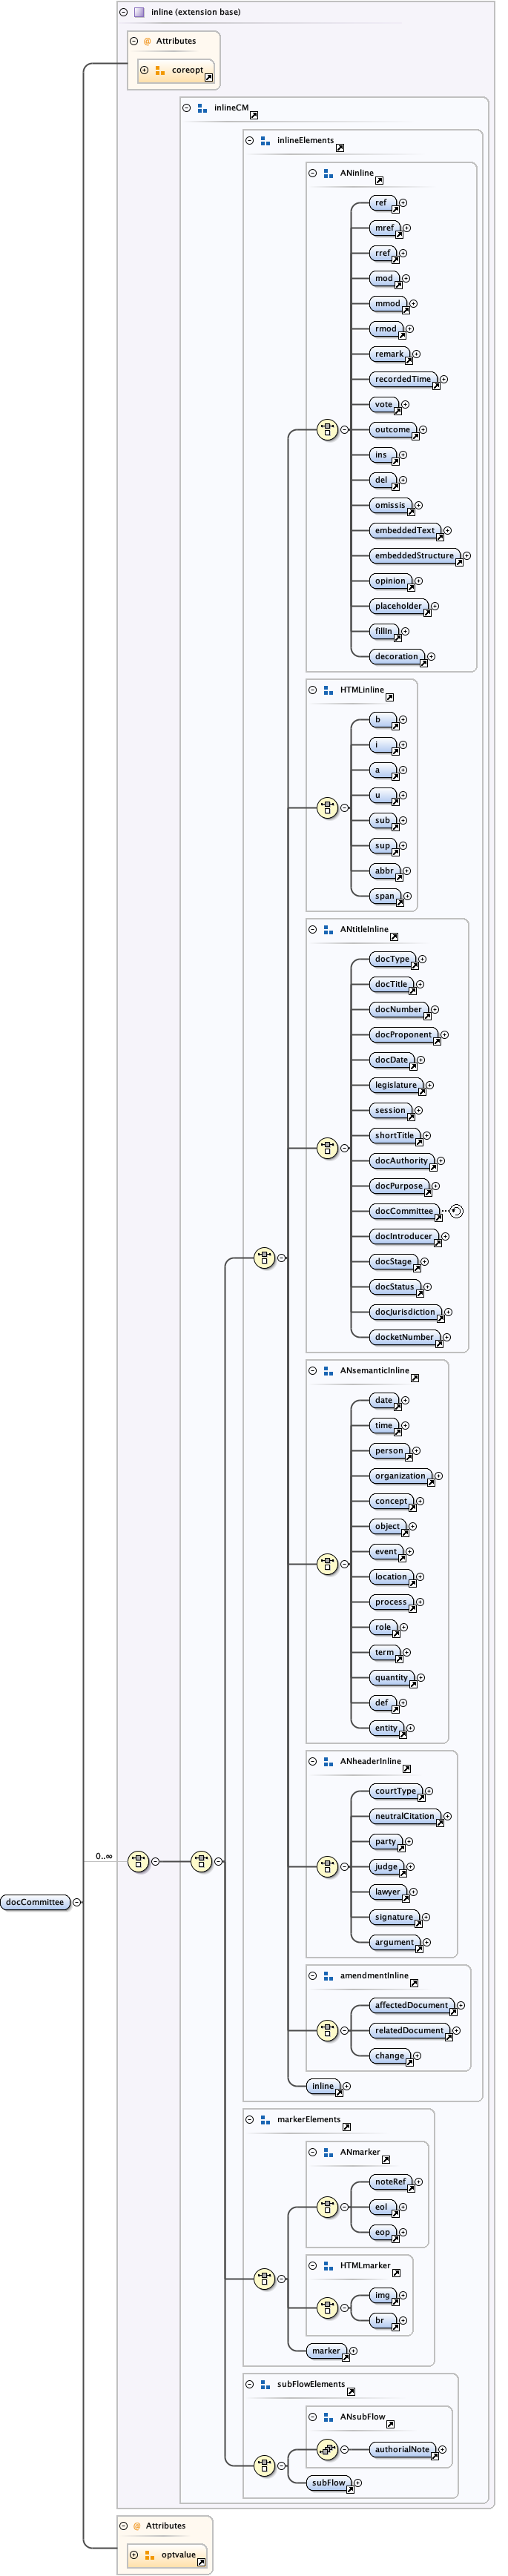 inline (extension base)
@ Attributes
coreopt
inlineCM
inlineElements
ANinline
ref
mref
rref
mod
mmod
rmod
remark
recordedTime
vote
outcome
ins
del
omissis
embeddedText
embeddedStructure
opinion
placeholder
fillIn
decoration
HTMLinline
b
i
a
u
sub
sup
abbr
span
ANtitleInline
docType
docTitle
docNumber
docProponent
docDate
legislature
session
shortTitle
docAuthority
docPurpose
docCommittee
docIntroducer
docStage
docStatus
docJurisdiction
docketNumber
ANsemanticInline
date
time
person
organization
concept
object
event
location
process
role
term
quantity
def
entity
ANheaderInline
courtType
neutralCitation
party
judge
lawyer
signature
argument
0..∞
docCommittee
amendmentInline
affectedDocument
relatedDocument
change
inline
markerElements
ANmarker
noteRef
eol
eop
HTMLmarker
img
br
marker
subFlowElements
ANsubFlow
authorialNote
subFlow
@ Attributes
optvalue